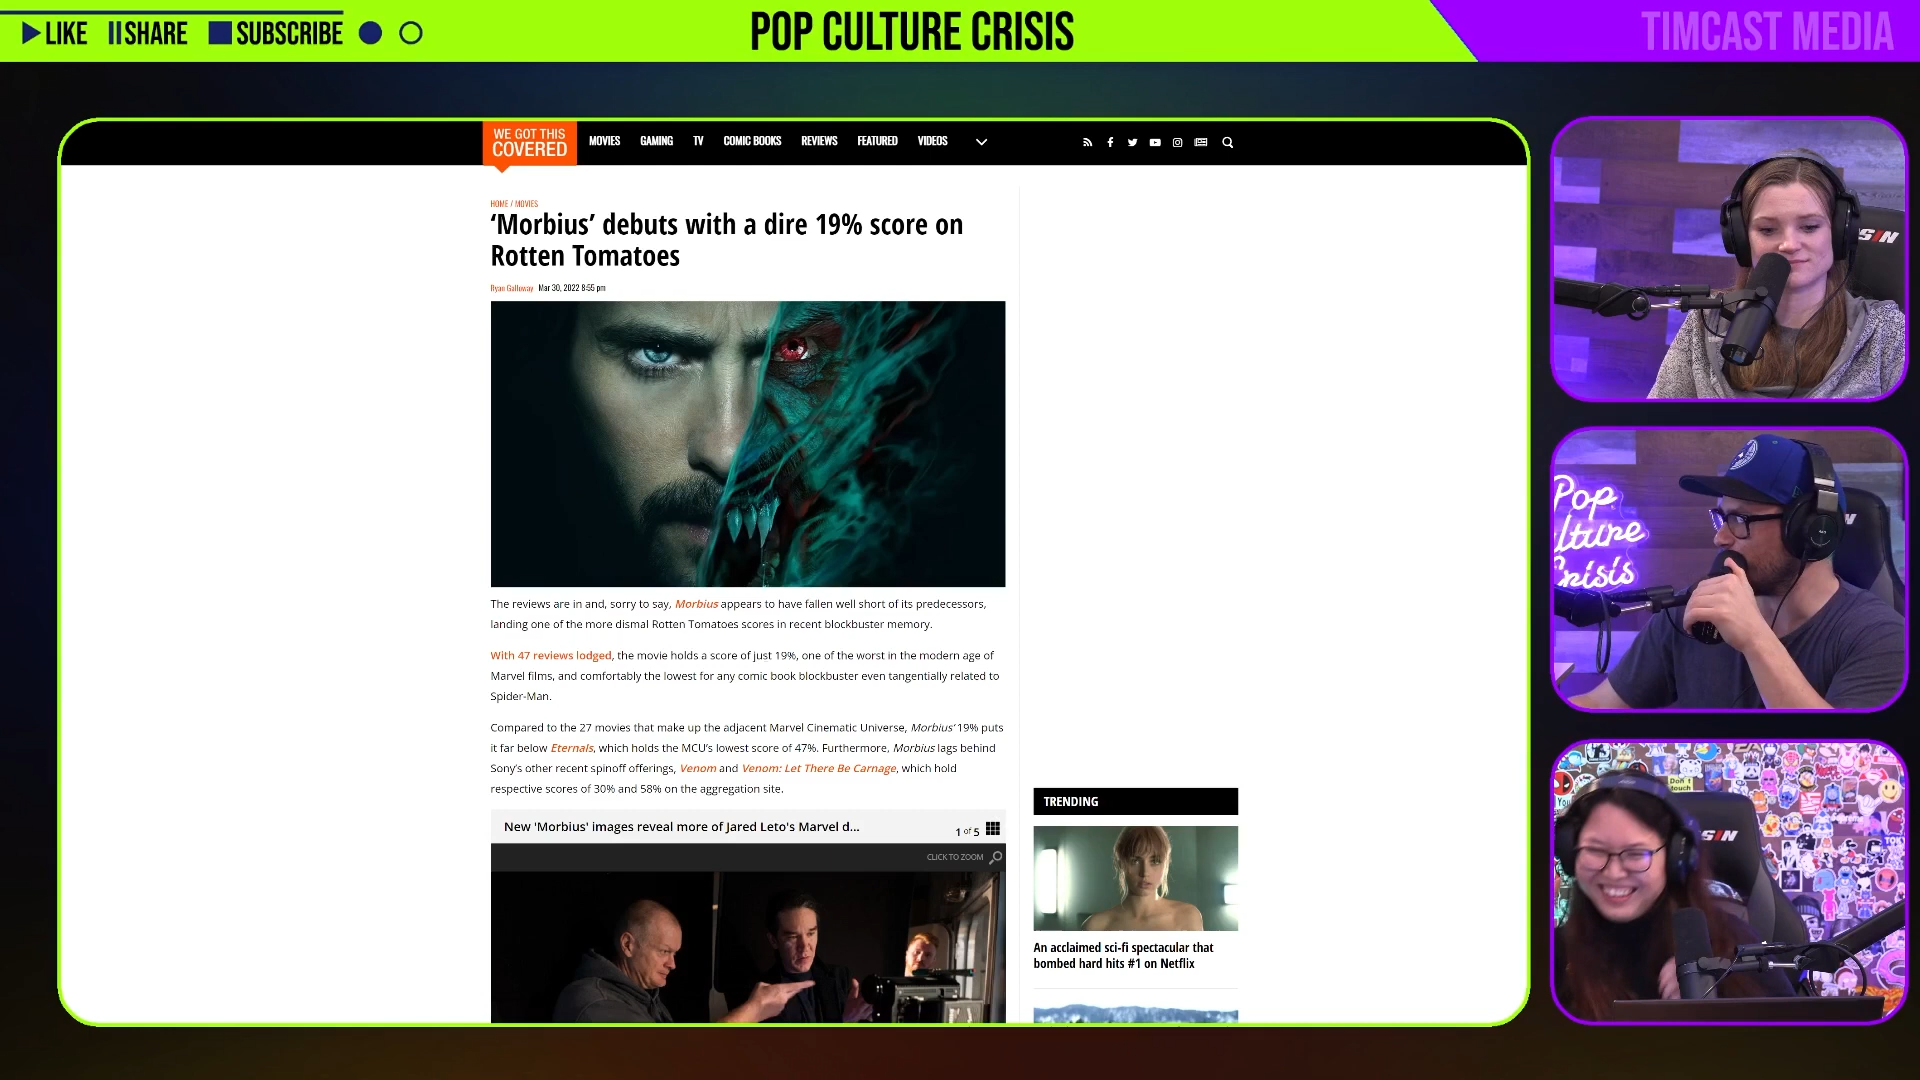 LIKE SHARE SUBSCRIBE
POP CULTURE CRISIS
TIMCAST MEDIA
WE GOT THIS
COVERED
MOVIES GAMING TV COMIC BOOKS REVIEWS FEATURED VIDEOS
HOME / MOVIES
‘Morbius’ debuts with a dire 19% score on
Rotten Tomatoes
Ryan Galloway Mar 30, 2022 8:55 pm
The reviews are in and, sorry to say, Morbius appears to have fallen well short of its predecessors,
landing one of the more dismal Rotten Tomatoes scores in recent blockbuster memory.
With 47 reviews lodged, the movie holds a score of just 19%, one of the worst in the modern age of
Marvel films, and comfortably the lowest for any comic book blockbuster even tangentially related to
Spider-Man.
Compared to the 27 movies that make up the adjacent Marvel Cinematic Universe, Morbius’ 19% puts
it far below Eternals, which holds the MCU’s lowest score of 47%. Furthermore, Morbius lags behind
Sony’s other recent spinoff offerings, Venom and Venom: Let There Be Carnage, which hold
respective scores of 30% and 58% on the aggregation site.
New 'Morbius' images reveal more of Jared Leto's Marvel d...
1 of 5
CLICK TO ZOOM
TRENDING
An acclaimed sci-fi spectacular that
bombed hard hits #1 on Netflix
SIN
Pop
lture
Crisis
Don't
touch
SIN